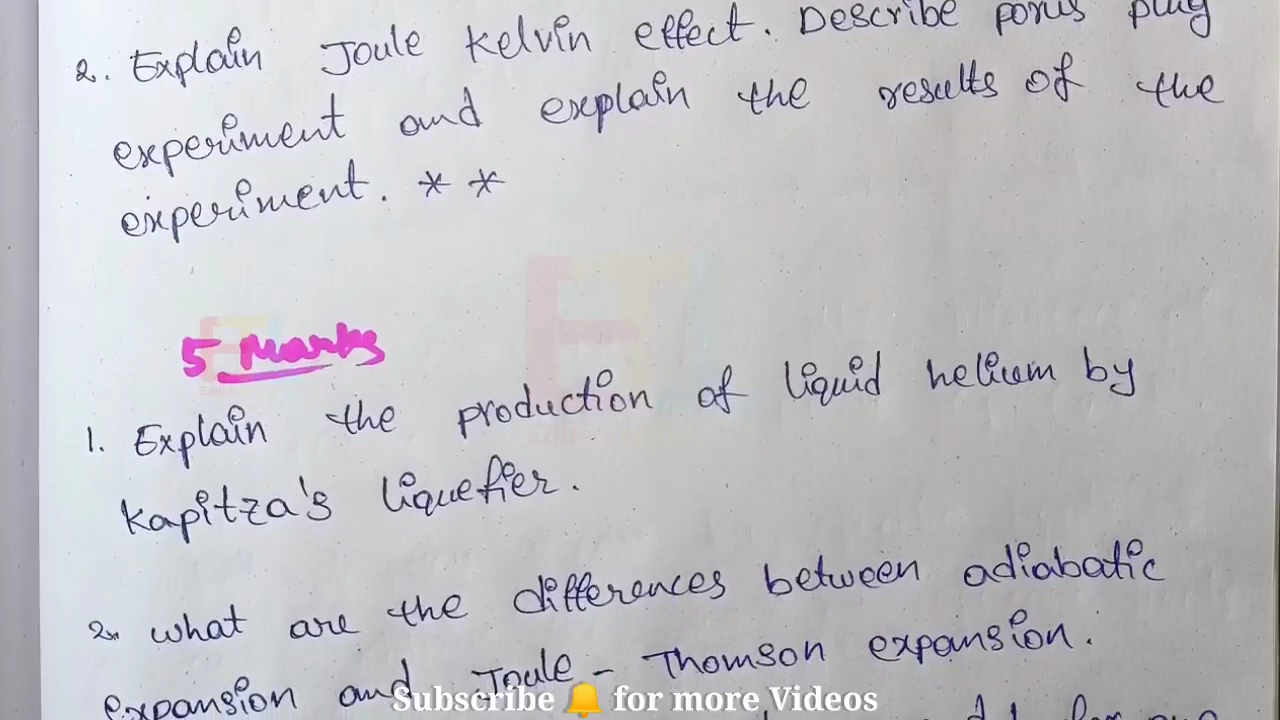 2. Explain Joule Kelvin effect. Describe porus plug
experiment and explain the results of the
experiment. * *
5 Marks
1. Explain the production of liquid helium by
Kapitza's liquefier.
2. What are the differences between adiabatic
expansion and Joule - Thomson expansion.
Subscribe 🔔 for more Videos